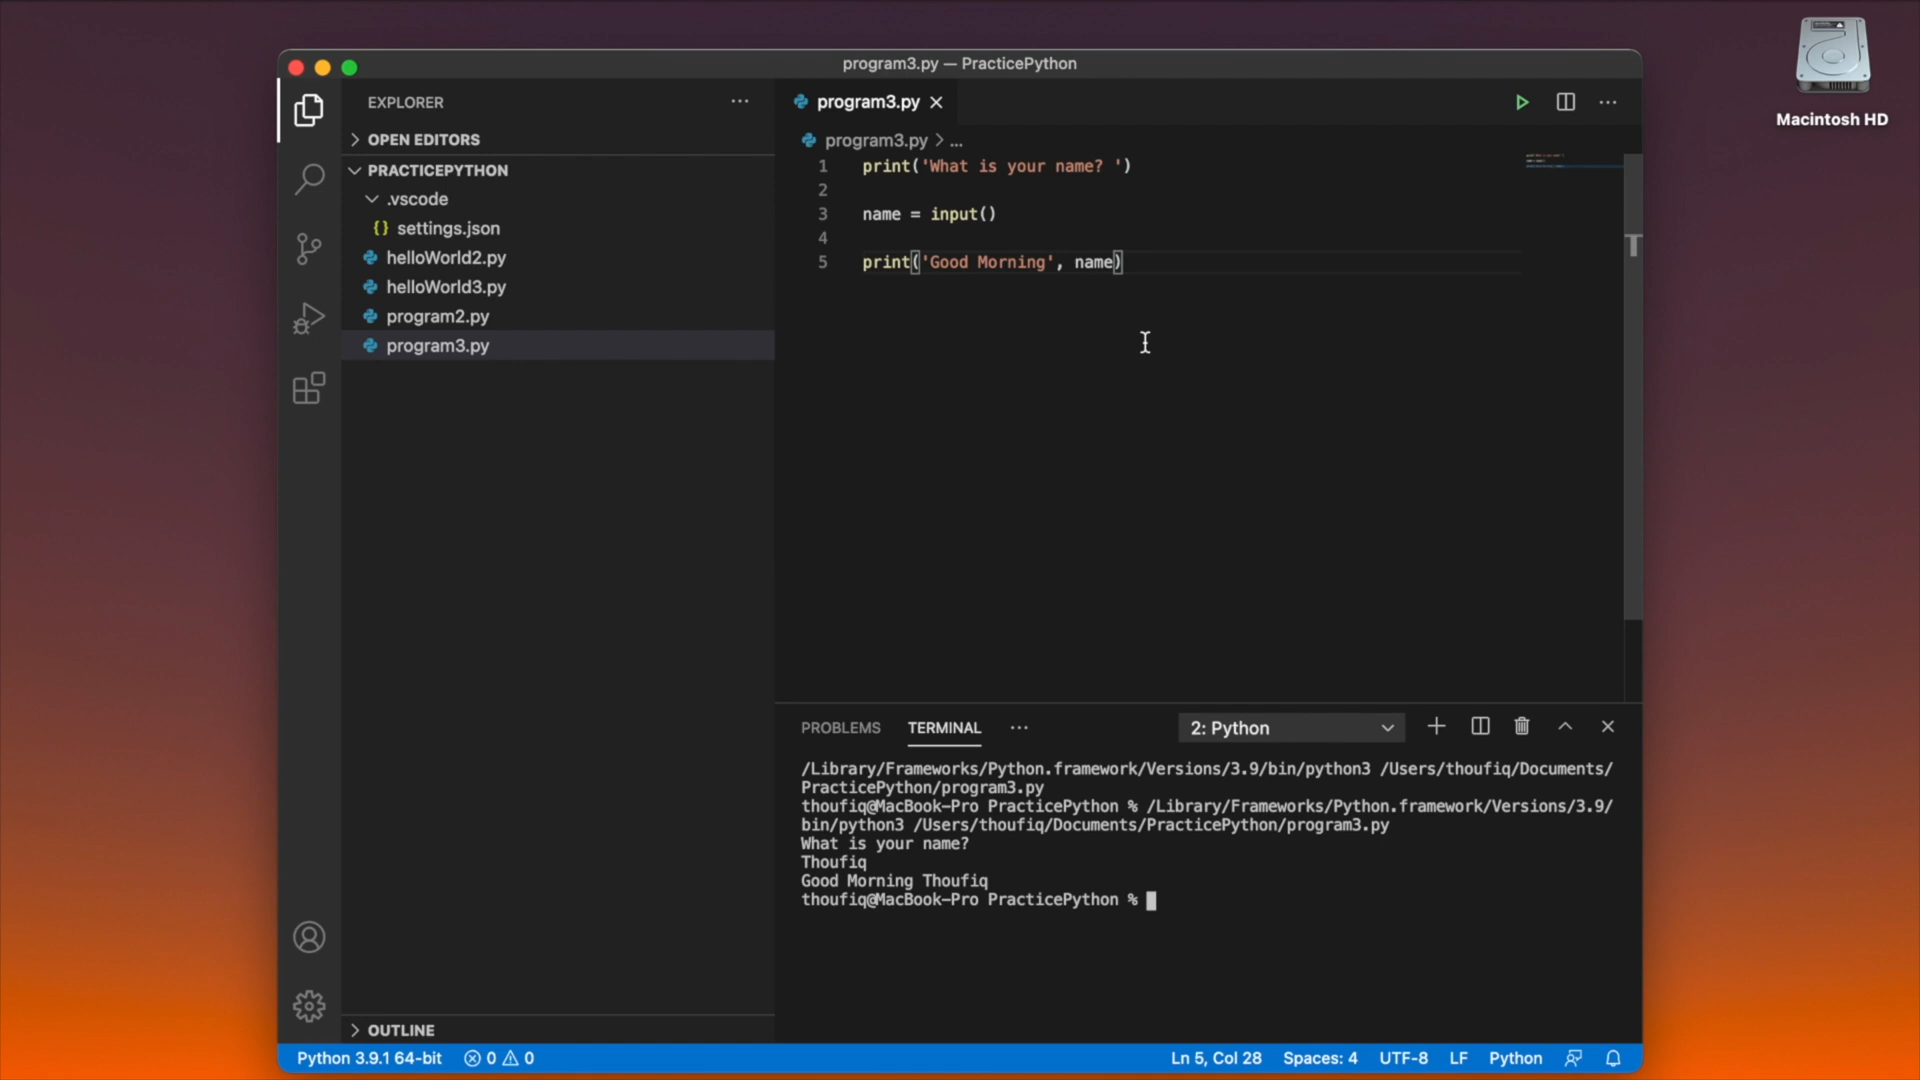 program3.py — PracticePython
Macintosh HD
EXPLORER
OPEN EDITORS
PRACTICEPYTHON
.vscode
{} settings.json
helloWorld2.py
helloWorld3.py
program2.py
program3.py
OUTLINE
program3.py
program3.py > ...
1 print('What is your name? ')
2
3 name = input()
4
5 print('Good Morning', name)
PROBLEMS TERMINAL ... 2: Python
/Library/Frameworks/Python.framework/Versions/3.9/bin/python3 /Users/thoufiq/Documents/
PracticePython/program3.py
thoufiq@MacBook-Pro PracticePython % /Library/Frameworks/Python.framework/Versions/3.9/
bin/python3 /Users/thoufiq/Documents/PracticePython/program3.py
What is your name?
Thoufiq
Good Morning Thoufiq
thoufiq@MacBook-Pro PracticePython %
Python 3.9.1 64-bit 0 0 Ln 5, Col 28 Spaces: 4 UTF-8 LF Python